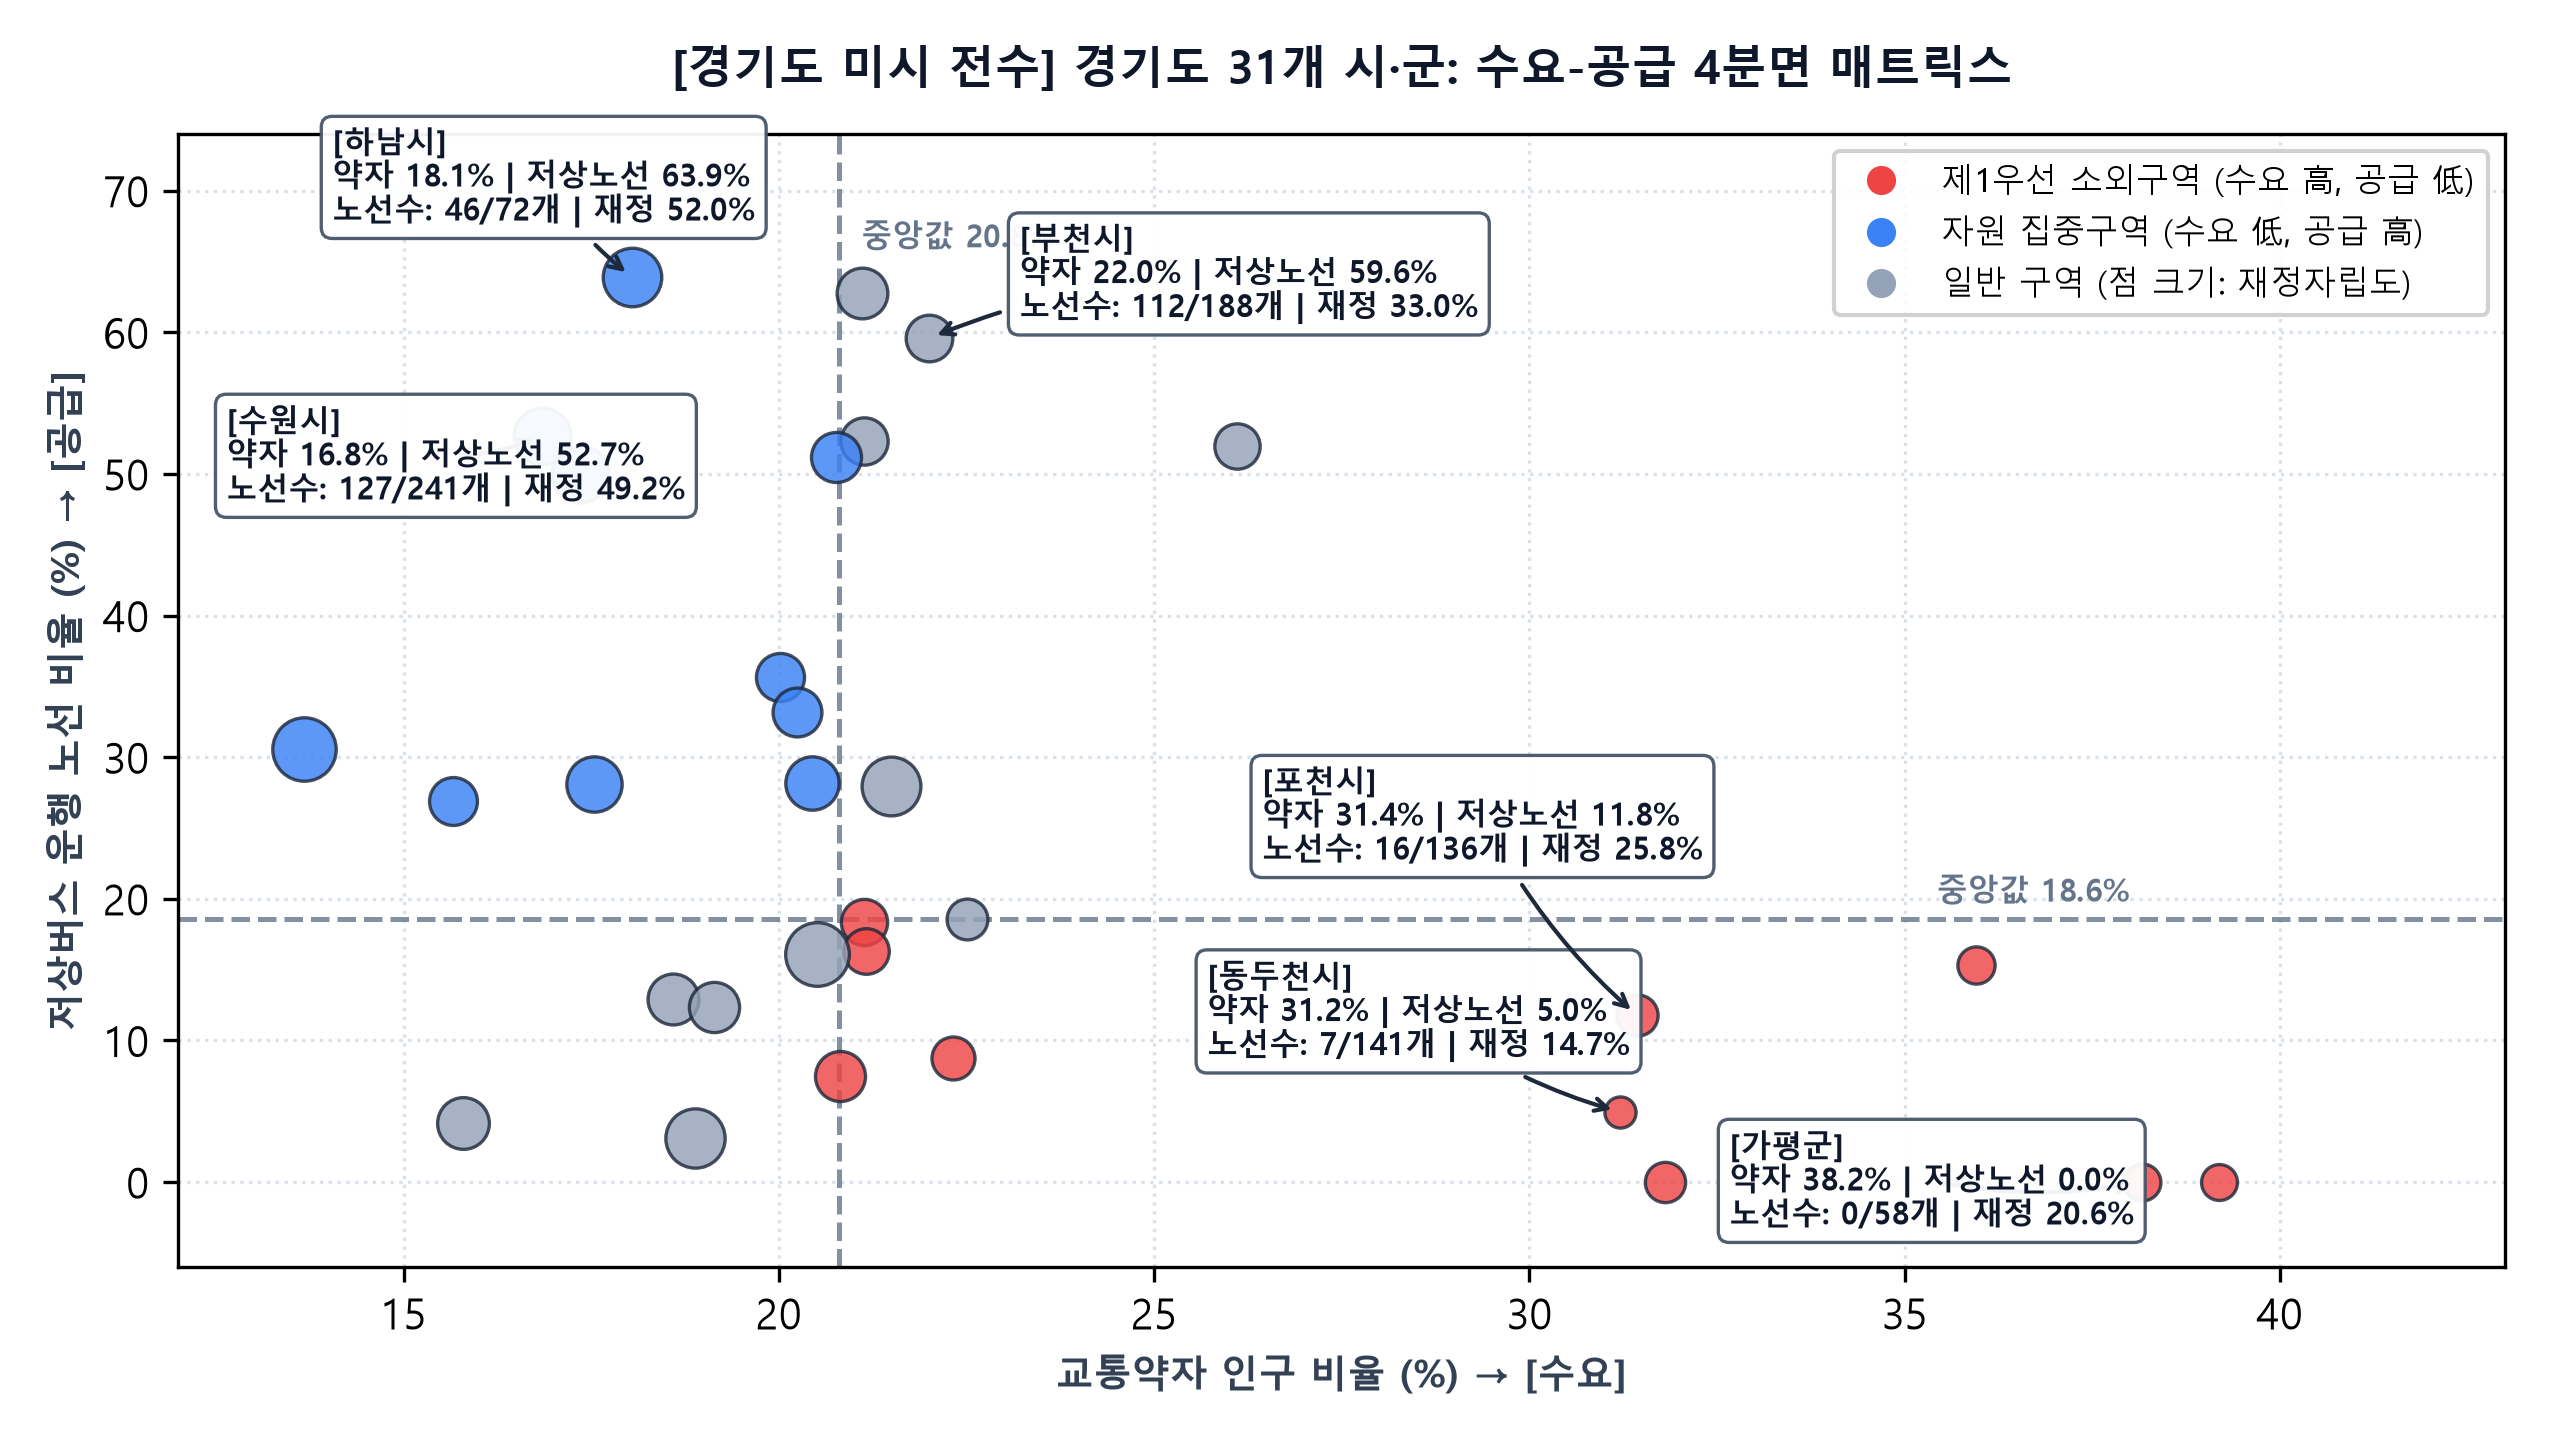 [경기도 미시 전수] 경기도 31개 시·군: 수요-공급 4분면 매트릭스
[하남시]
약자 18.1% | 저상노선 63.9%
노선수: 46/72개 | 재정 52.0%
제1우선 소외구역 (수요 高, 공급 低)
자원 집중구역 (수요 低, 공급 高)
일반 구역 (점 크기: 재정자립도)
중앙값 20.
[부천시]
약자 22.0% | 저상노선 59.6%
노선수: 112/188개 | 재정 33.0%
[수원시]
약자 16.8% | 저상노선 52.7%
노선수: 127/241개 | 재정 49.2%
[포천시]
약자 31.4% | 저상노선 11.8%
노선수: 16/136개 | 재정 25.8%
중앙값 18.6%
[동두천시]
약자 31.2% | 저상노선 5.0%
노선수: 7/141개 | 재정 14.7%
[가평군]
약자 38.2% | 저상노선 0.0%
노선수: 0/58개 | 재정 20.6%
저상버스 운행 노선 비율 (%) → [공급]
70
60
50
40
30
20
10
0
15 20 25 30 35 40
교통약자 인구 비율 (%) → [수요]